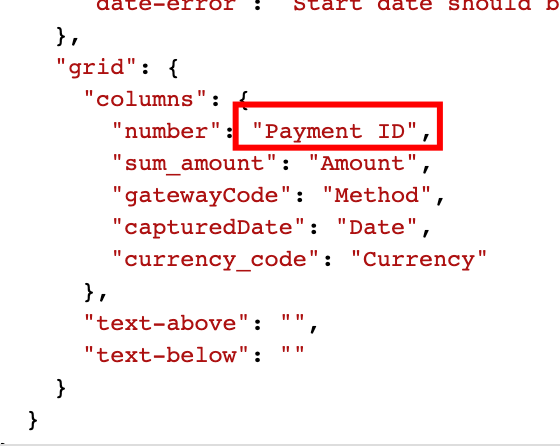 "date-error": "Start date should b
},
"grid": {
"columns": {
"number": "Payment ID",
"sum_amount": "Amount",
"gatewayCode": "Method",
"capturedDate": "Date",
"currency_code": "Currency"
},
"text-above": "",
"text-below": ""
}
}